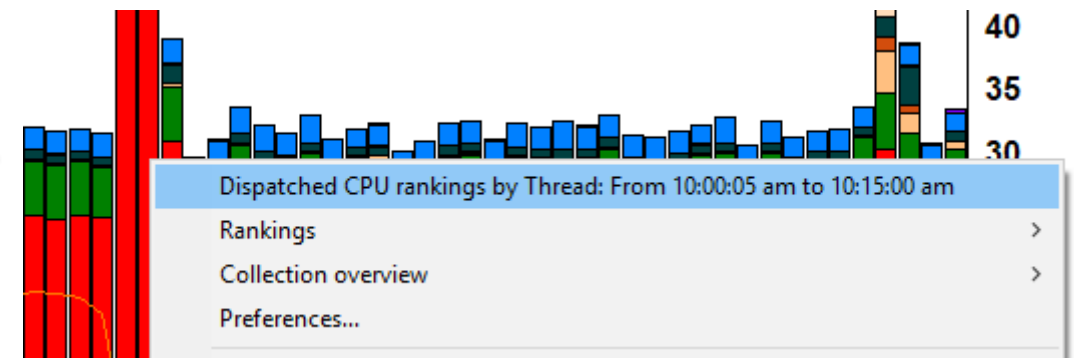 40
35
30
Dispatched CPU rankings by Thread: From 10:00:05 am to 10:15:00 am
Rankings
Collection overview
Preferences...